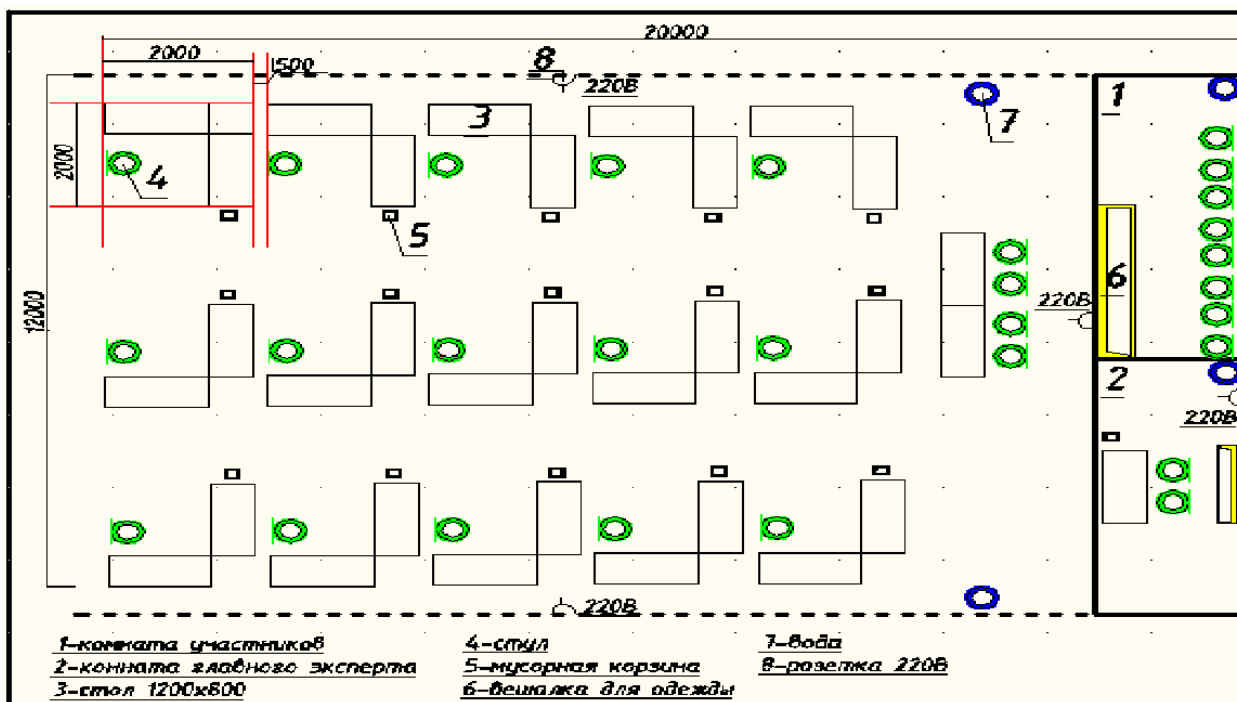 20000
2000
1500
8
220В
3
1
7
2000
4
5
6
12000
220В
2
220В
220В
1-комната участников
2-комната главного эксперта
3-стол 1200х800
4-стул
5-мусорная корзина
6-вешалка для одежды
7-вода
8-розетка 220В